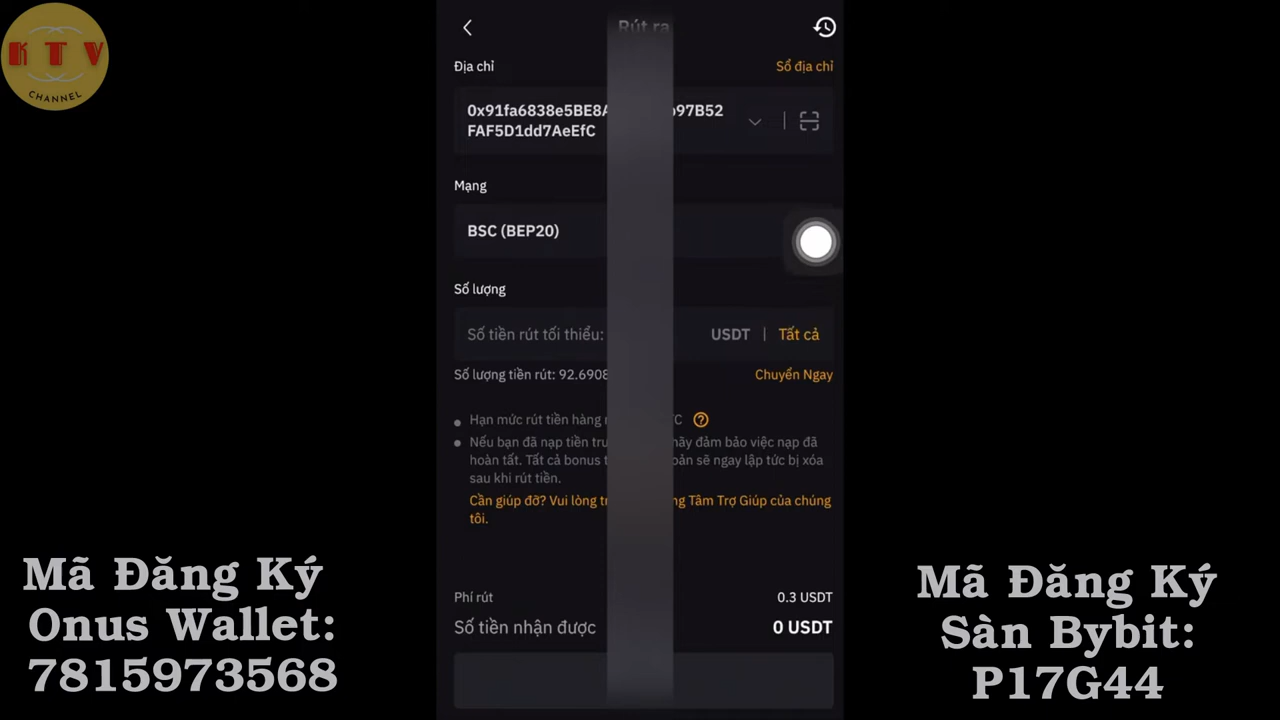 KTV
CHANNEL
Rút ra
Địa chỉ
Sổ địa chỉ
0x91fa6838e5BE8A 97B52
FAF5D1dd7AeEfC
Mạng
BSC (BEP20)
Số lượng
Số tiền rút tối thiểu: USDT | Tất cả
Số lượng tiền rút: 92.6908
Chuyển Ngay
Hạn mức rút tiền hàng
Nếu bạn đã nạp tiền hãy đảm bảo việc nạp đã
hoàn tất. Tất cả bonus sẽ ngay lập tức bị xóa
sau khi rút tiền.
Cần giúp đỡ? Vui lòng Tâm Trợ Giúp của chúng
tôi.
Phí rút
0.3 USDT
Số tiền nhận được
0 USDT
Mã Đăng Ký
Onus Wallet:
7815973568
Mã Đăng Ký
Sàn Bybit:
P17G44